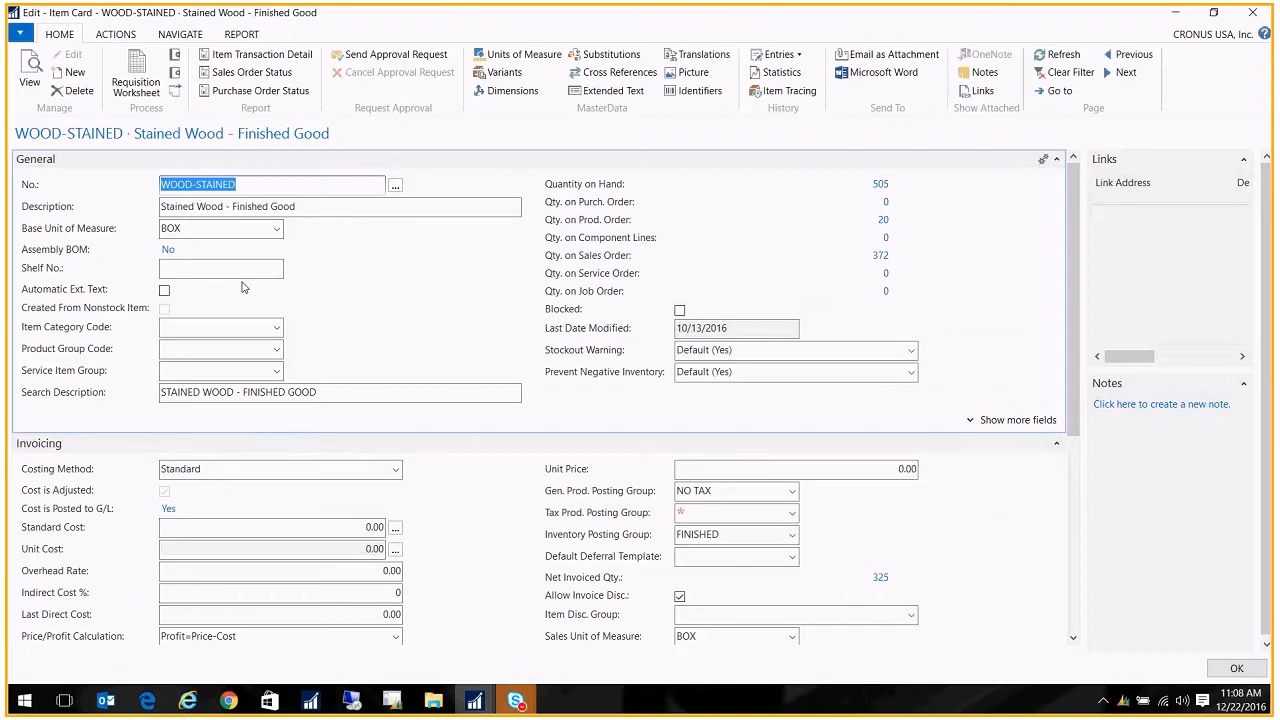 Edit - Item Card - WOOD-STAINED · Stained Wood - Finished Good
HOME ACTIONS NAVIGATE REPORT CRONUS USA, Inc.
View
Edit
New
Delete
Manage
Requisition
Worksheet
Process
Item Transaction Detail
Sales Order Status
Purchase Order Status
Report
Send Approval Request
Cancel Approval Request
Request Approval
Units of Measure
Variants
Dimensions
Substitutions
Cross References
Extended Text
Translations
Picture
Identifiers
MasterData
Entries
Statistics
Item Tracing
History
Email as Attachment
Microsoft Word
Send To
OneNote
Notes
Links
Show Attached
Refresh
Clear Filter
Go to
Previous
Next
Page
WOOD-STAINED · Stained Wood - Finished Good
General
No.: WOOD-STAINED
Description: Stained Wood - Finished Good
Base Unit of Measure: BOX
Assembly BOM: No
Shelf No.:
Automatic Ext. Text:
Created From Nonstock Item:
Item Category Code:
Product Group Code:
Service Item Group:
Search Description: STAINED WOOD - FINISHED GOOD
Quantity on Hand: 505
Qty. on Purch. Order: 0
Qty. on Prod. Order: 20
Qty. on Component Lines: 0
Qty. on Sales Order: 372
Qty. on Service Order: 0
Qty. on Job Order: 0
Blocked:
Last Date Modified: 10/13/2016
Stockout Warning: Default (Yes)
Prevent Negative Inventory: Default (Yes)
Show more fields
Invoicing
Costing Method: Standard
Cost is Adjusted:
Cost is Posted to G/L: Yes
Standard Cost: 0.00
Unit Cost: 0.00
Overhead Rate: 0.00
Indirect Cost %: 0
Last Direct Cost: 0.00
Price/Profit Calculation: Profit=Price-Cost
Unit Price: 0.00
Gen. Prod. Posting Group: NO TAX
Tax Prod. Posting Group: *
Inventory Posting Group: FINISHED
Default Deferral Template:
Net Invoiced Qty.: 325
Allow Invoice Disc.:
Item Disc. Group:
Sales Unit of Measure: BOX
Links
Link Address De
Notes
Click here to create a new note.
OK
11:08 AM
12/22/2016